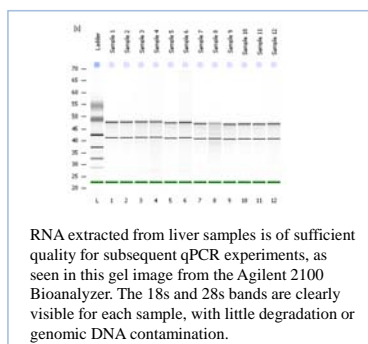 [s]
Ladder
Sample 1
Sample 2
Sample 3
Sample 4
Sample 5
Sample 6
Sample 7
Sample 8
Sample 9
Sample 10
Sample 11
Sample 12
70
65
60
55
50
45
40
35
30
25
20
L 1 2 3 4 5 6 7 8 9 10 11 12
RNA extracted from liver samples is of sufficient
quality for subsequent qPCR experiments, as
seen in this gel image from the Agilent 2100
Bioanalyzer. The 18s and 28s bands are clearly
visible for each sample, with little degradation or
genomic DNA contamination.